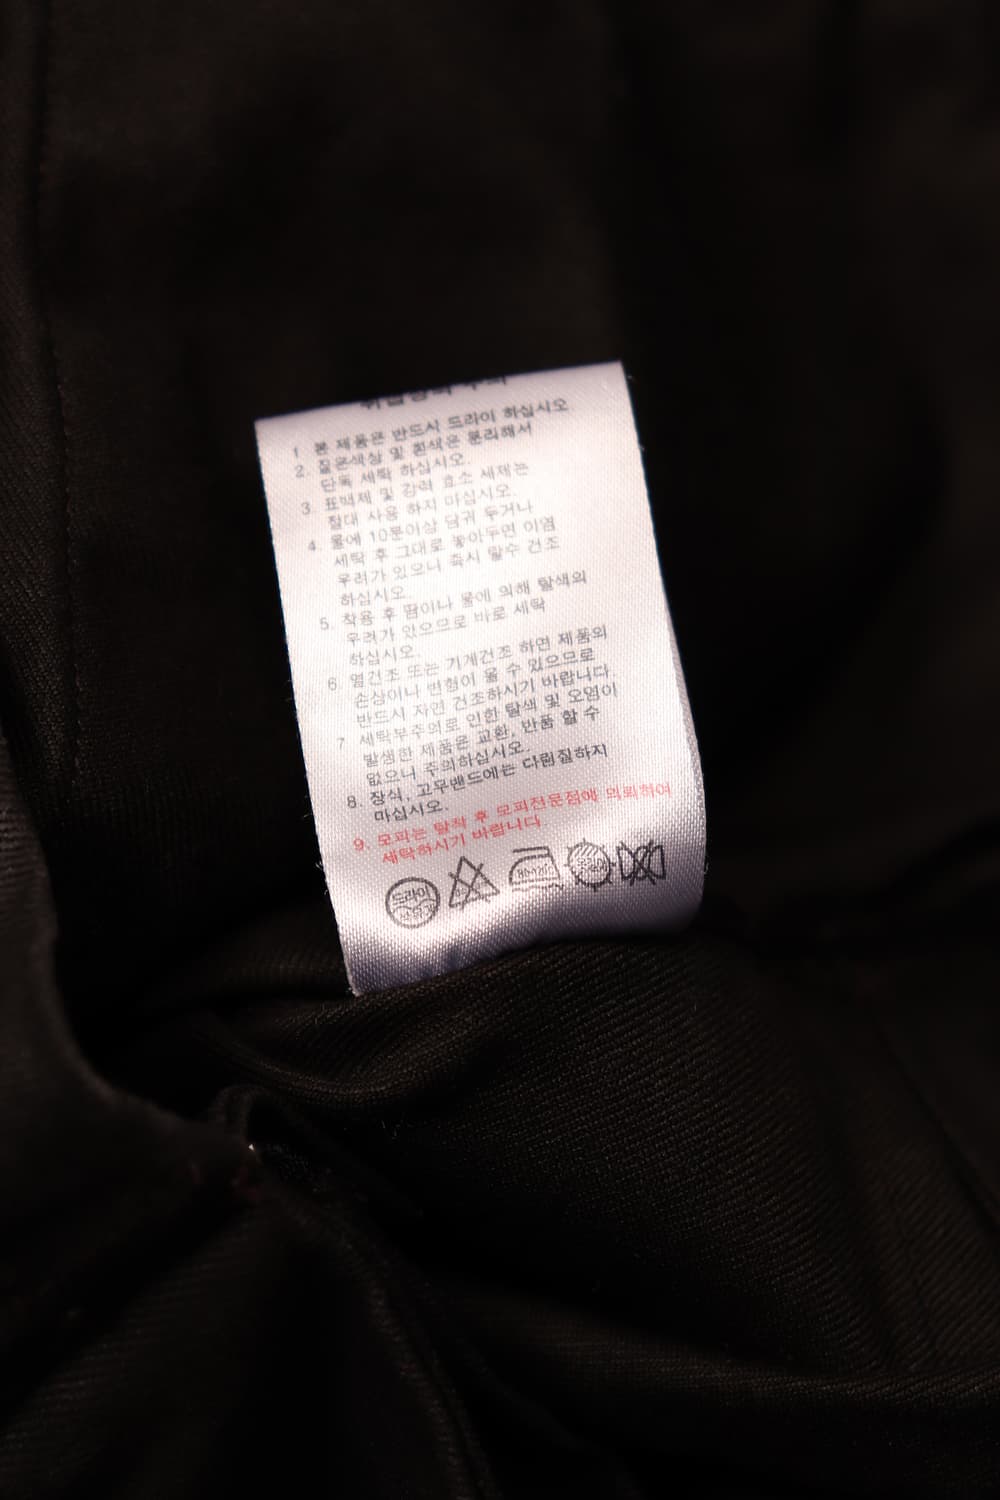 취급상의 주의
1 본 제품은 반드시 드라이 하십시오
2. 짙은색상 및 흰색은 분리해서
단독 세탁 하십시오.
3. 표백제 및 강력 효소 세제는
절대 사용 하지 마십시오.
4. 물에 10분이상 담궈 두거나
세탁 후 그대로 놓아두면 이염
우려가 있으니 즉시 탈수 건조
하십시오.
5. 착용 후 땀이나 물에 의해 탈색의
우려가 있으므로 바로 세탁
하십시오.
6. 열건조 또는 기계건조 하면 제품의
손상이나 변형이 올 수 있으므로
반드시 자연 건조하시기 바랍니다.
7 세탁부주의로 인한 탈색 및 오염이
발생한 제품은 교환, 반품 할 수
없으니 주의하십시오.
8. 장식, 고무밴드에는 다림질하지
마십시오.
9. 모피는 탈착 후 모피전문점에 의뢰하여
세탁하시기 바랍니다.
드라이